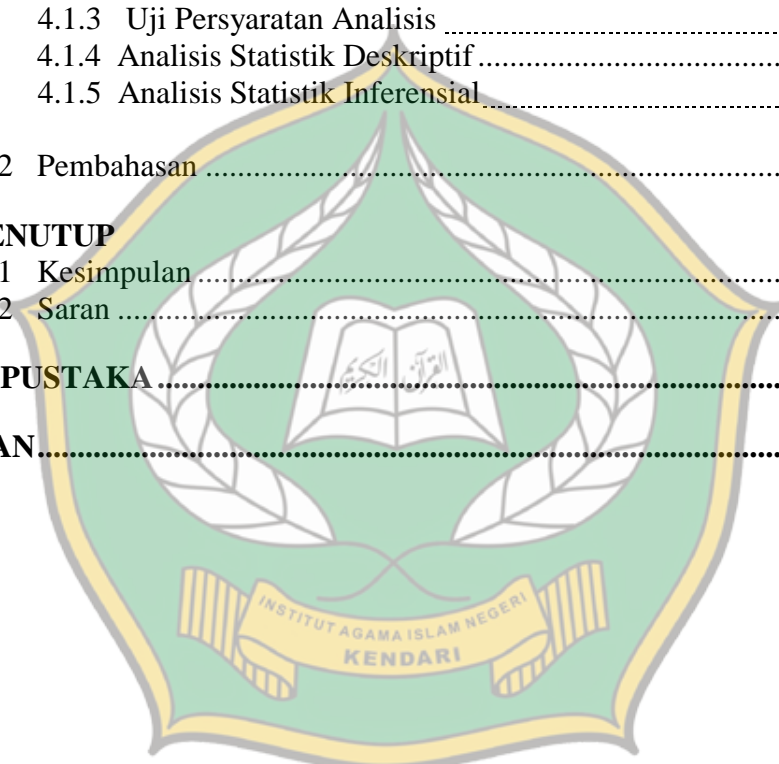 4.1.3 Uji Persyaratan Analisis ........................................
4.1.4 Analisis Statistik Deskriptif ........................................
4.1.5 Analisis Statistik Inferensial ........................................
2 Pembahasan ........................................
ENUTUP
1 Kesimpulan ........................................
2 Saran ........................................
PUSTAKA ........................................
AN ........................................
القرآن الكريم
INSTITUT AGAMA ISLAM NEGERI
KENDARI